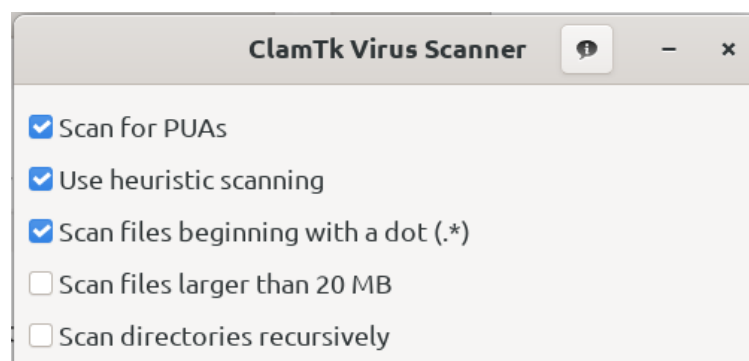 ClamTk Virus Scanner
Scan for PUAs
Use heuristic scanning
Scan files beginning with a dot (.*)
Scan files larger than 20 MB
Scan directories recursively